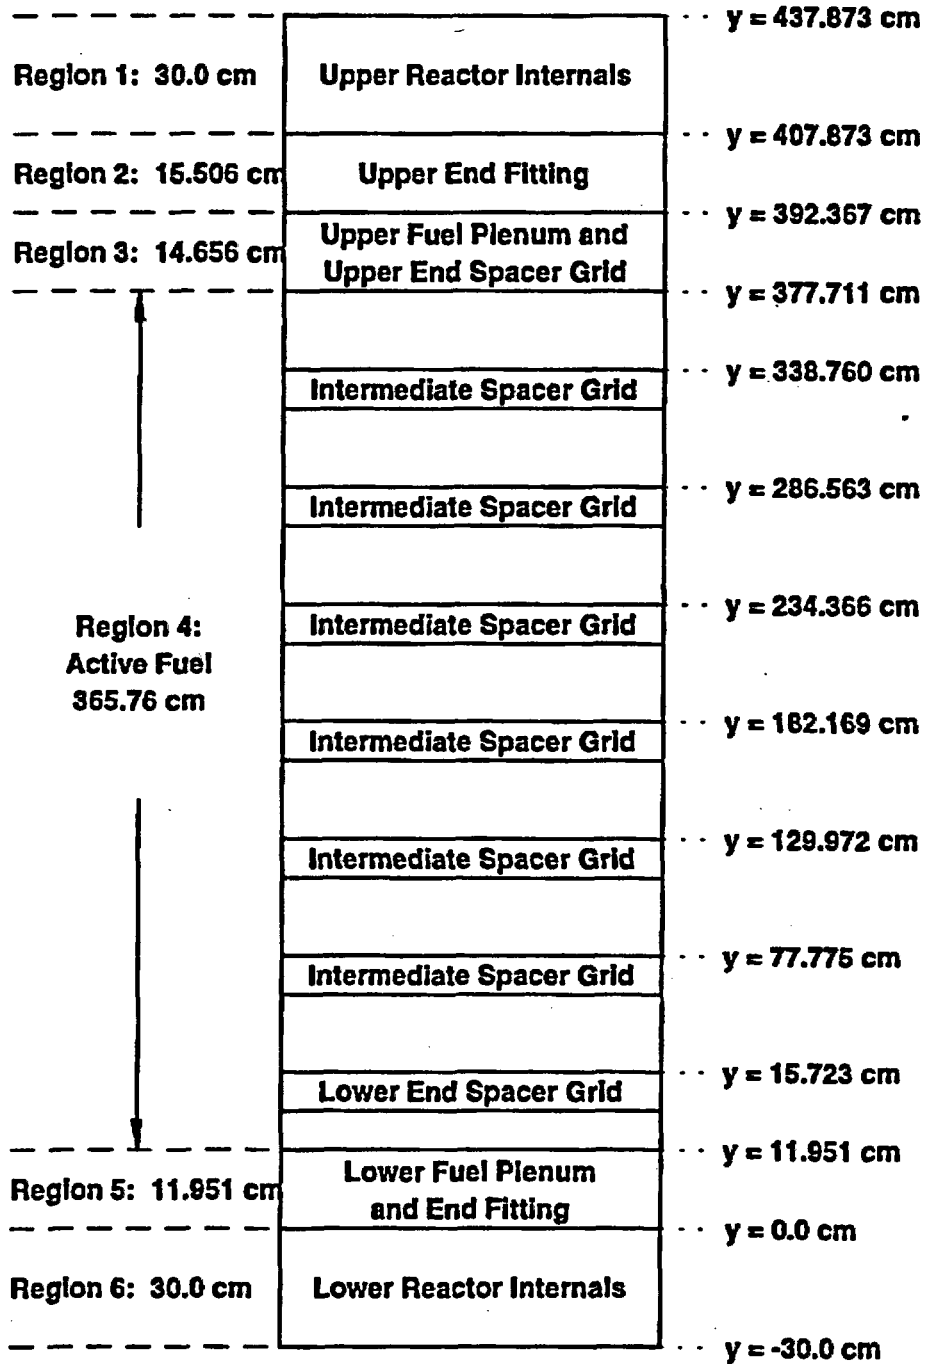 y = 437.873 cm
Region 1: 30.0 cm
Upper Reactor Internals
y = 407.873 cm
Region 2: 15.506 cm
Upper End Fitting
y = 392.367 cm
Region 3: 14.656 cm
Upper Fuel Plenum and
Upper End Spacer Grid
y = 377.711 cm
y = 338.760 cm
Intermediate Spacer Grid
y = 286.563 cm
Intermediate Spacer Grid
y = 234.366 cm
Intermediate Spacer Grid
Region 4:
Active Fuel
365.76 cm
y = 182.169 cm
Intermediate Spacer Grid
y = 129.972 cm
Intermediate Spacer Grid
y = 77.775 cm
Intermediate Spacer Grid
y = 15.723 cm
Lower End Spacer Grid
y = 11.951 cm
Region 5: 11.951 cm
Lower Fuel Plenum
and End Fitting
y = 0.0 cm
Region 6: 30.0 cm
Lower Reactor Internals
y = -30.0 cm